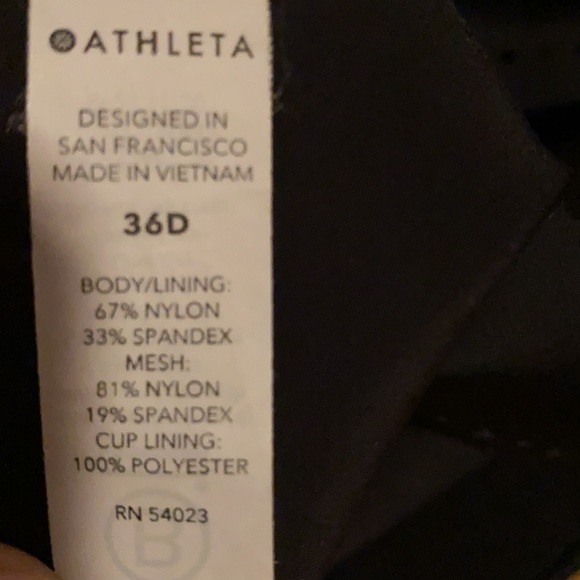 ATHLETA
DESIGNED IN
SAN FRANCISCO
MADE IN VIETNAM
36D
BODY/LINING:
67% NYLON
33% SPANDEX
MESH:
81% NYLON
19% SPANDEX
CUP LINING:
100% POLYESTER
RN 54023
B